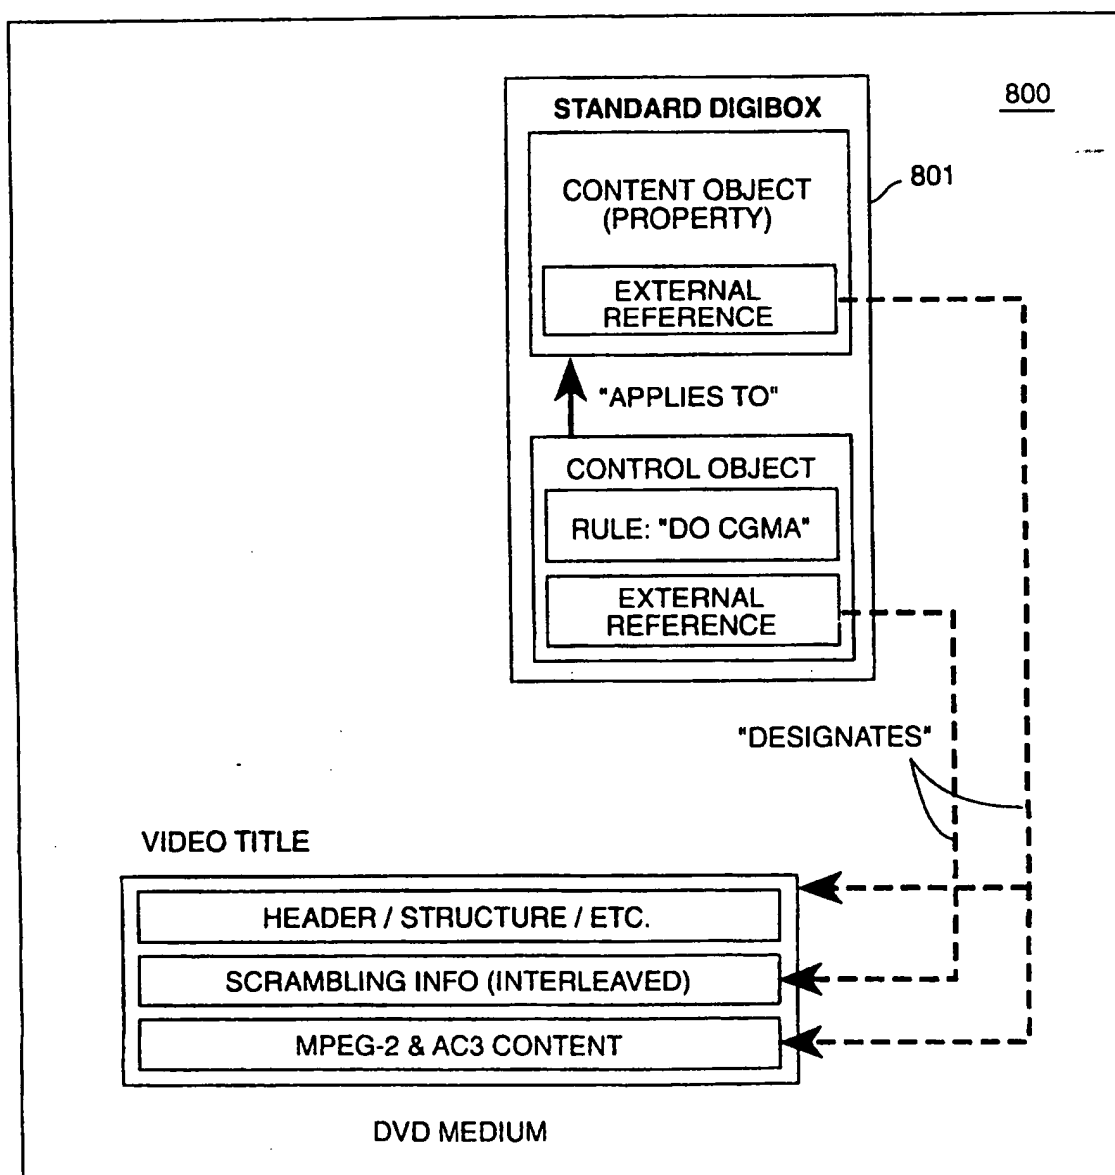 800
STANDARD DIGIBOX
801
CONTENT OBJECT
(PROPERTY)
EXTERNAL
REFERENCE
"APPLIES TO"
CONTROL OBJECT
RULE: "DO CGMA"
EXTERNAL
REFERENCE
"DESIGNATES"
VIDEO TITLE
HEADER / STRUCTURE / ETC.
SCRAMBLING INFO (INTERLEAVED)
MPEG-2 & AC3 CONTENT
DVD MEDIUM